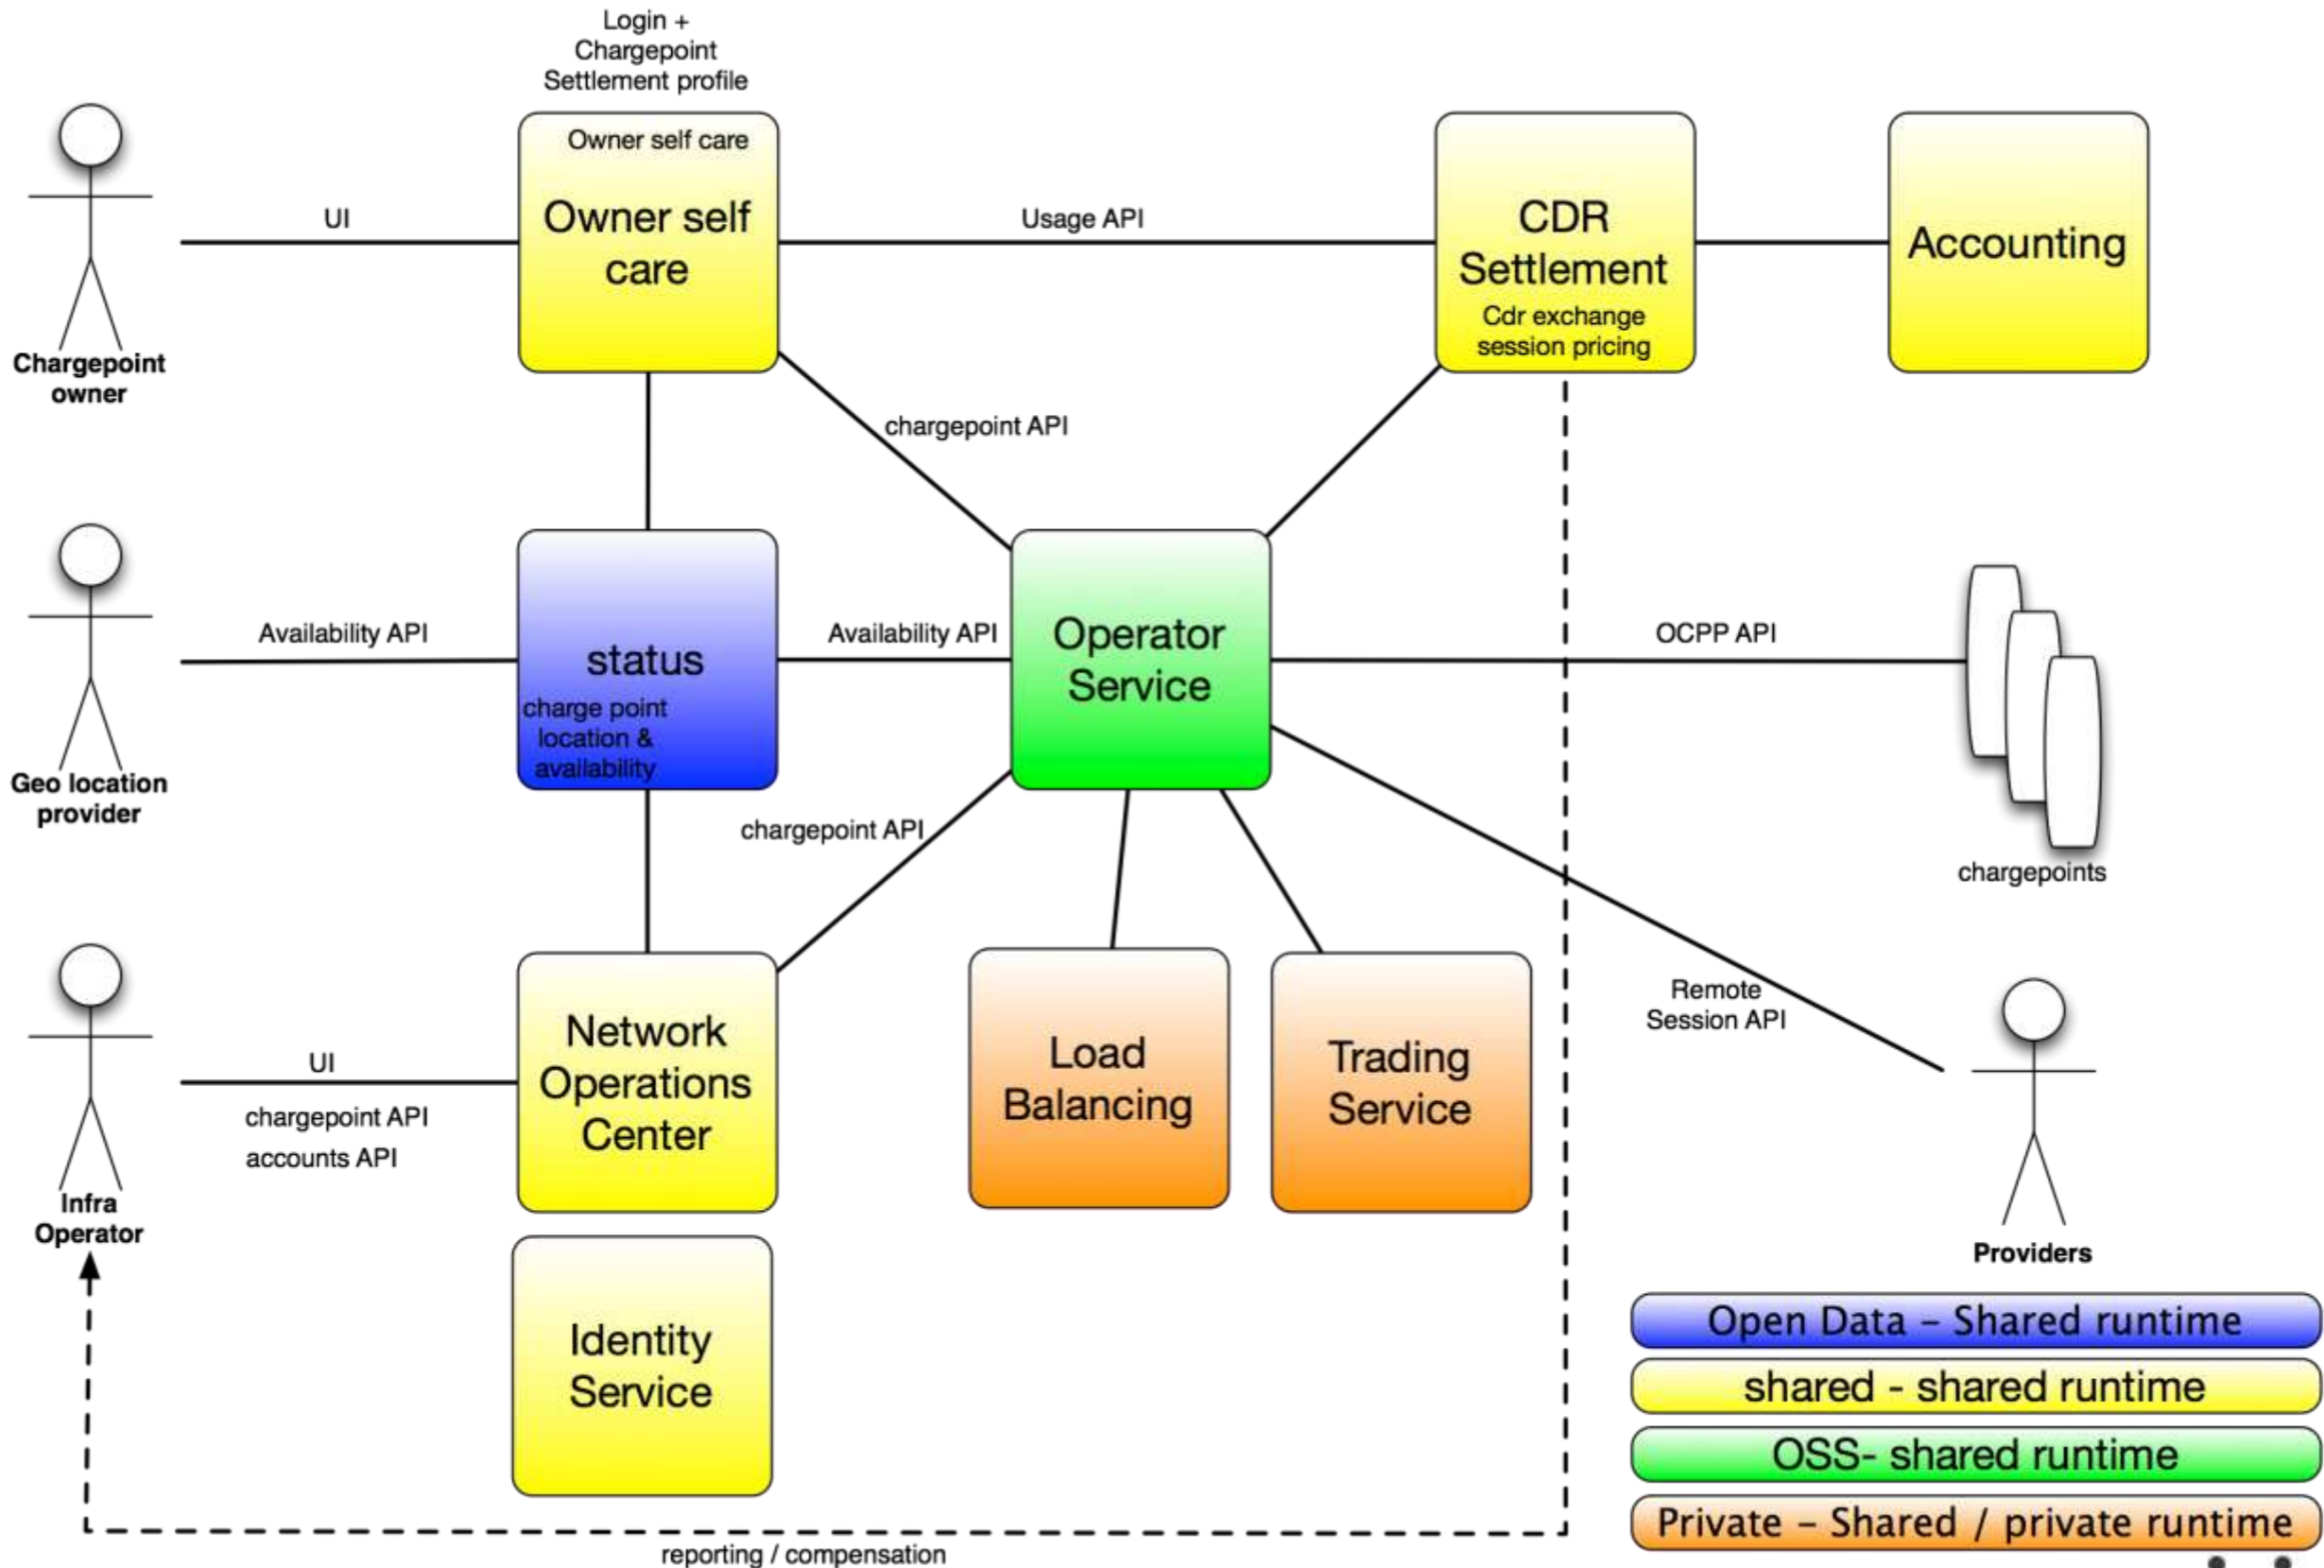 Login +
Chargepoint
Settlement profile
Owner self care
Owner self
care
UI
Usage API
CDR
Settlement
Cdr exchange
session pricing
Accounting
Chargepoint
owner
chargepoint API
Availability API
status
charge point
location &
availability
Availability API
Operator
Service
OCPP API
chargepoints
Geo location
provider
chargepoint API
UI
chargepoint API
accounts API
Network
Operations
Center
Load
Balancing
Trading
Service
Remote
Session API
Infra
Operator
Providers
Identity
Service
Open Data – Shared runtime
shared - shared runtime
OSS- shared runtime
Private – Shared / private runtime
reporting / compensation